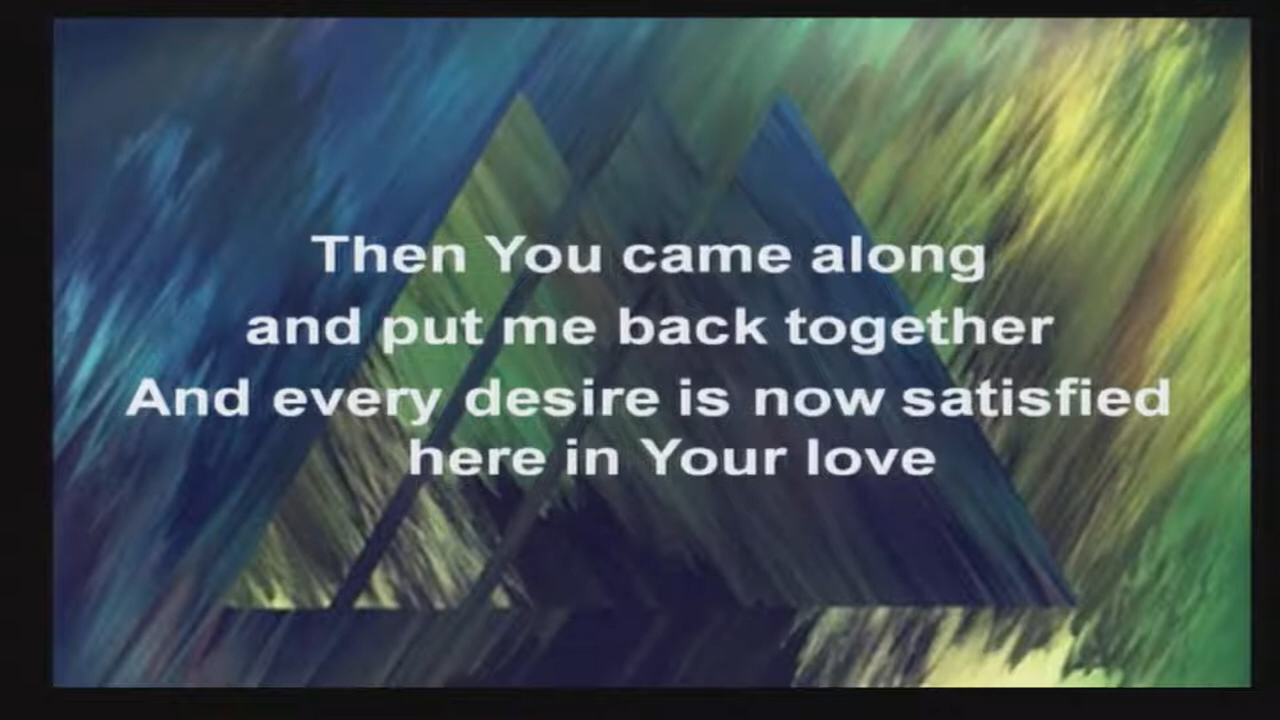 Then You came along
and put me back together
And every desire is now satisfied
here in Your love